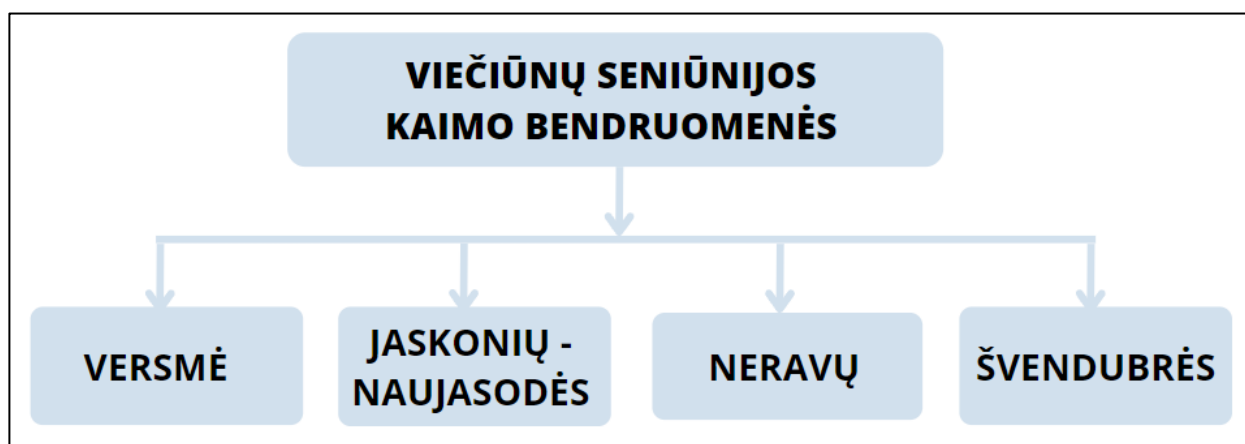 VIEČIŪNŲ SENIŪNIJOS
KAIMO BENDRUOMENĖS
VERSMĖ
JASKONIŲ -
NAUJASODĖS
NERAVŲ
ŠVENDUBRĖS